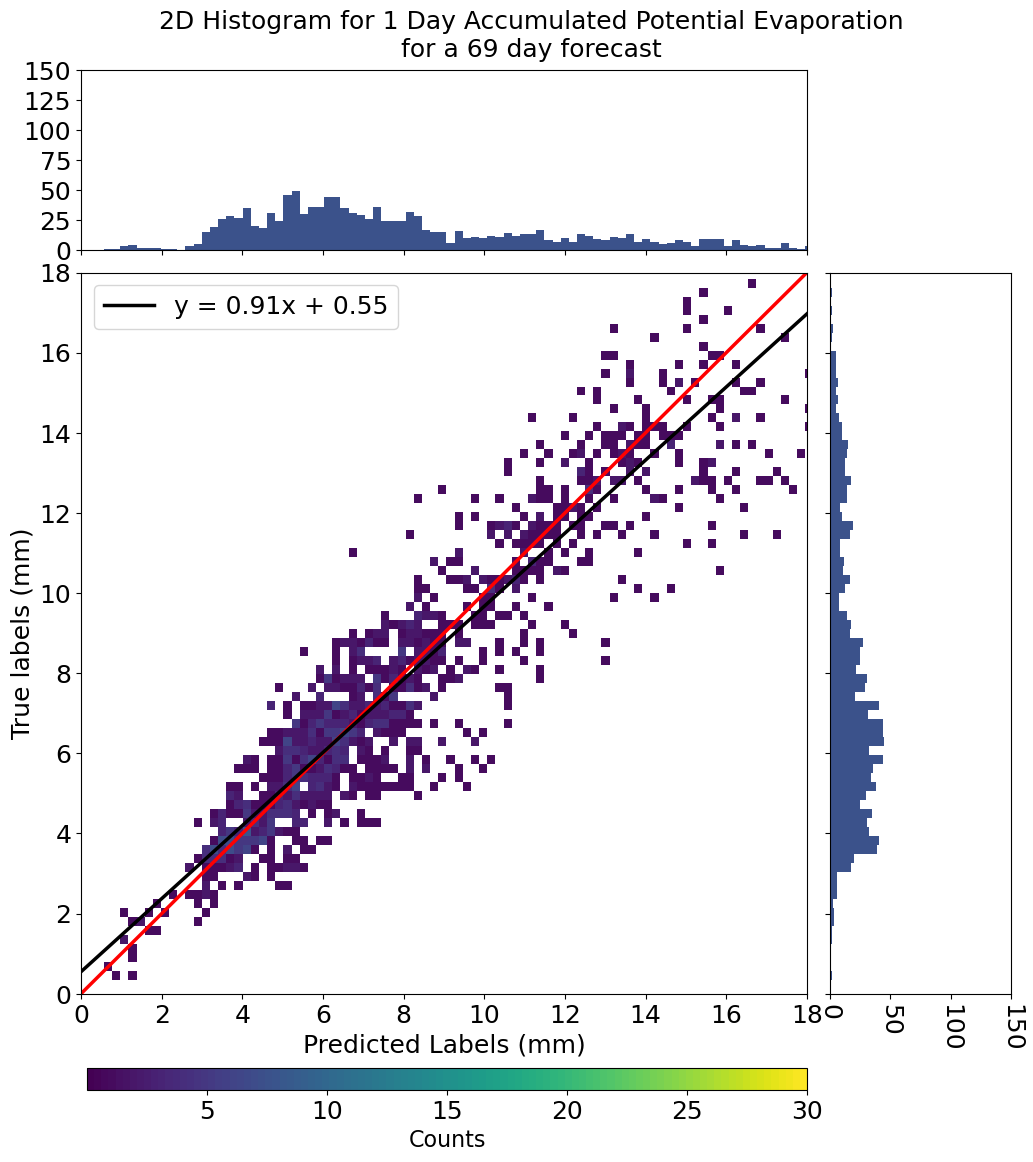 2D Histogram for 1 Day Accumulated Potential Evaporation
for a 69 day forecast
150
125
100
75
50
25
0
18
16
14
12
10
8
6
4
2
0
True labels (mm)
y = 0.91x + 0.55
0 2 4 6 8 10 12 14 16 18
Predicted Labels (mm)
0 50 100 150
5 10 15 20 25 30
Counts